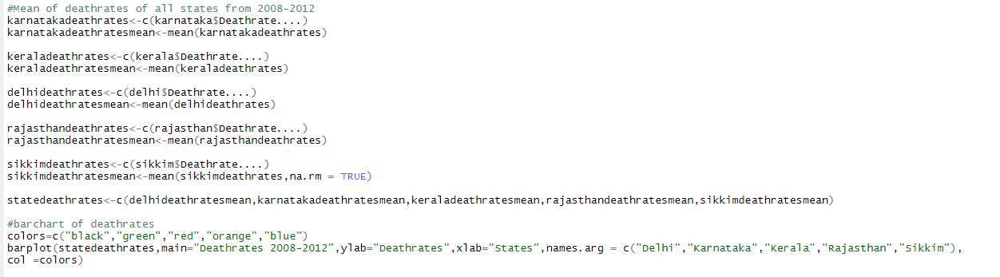 #Mean of deathrates of all states from 2008-2012
karnatakadeathrates<-c(karnataka$Deathrate....)
karnatakadeathratesmean<-mean(karnatakadeathrates)
keraladeathrates<-c(kerala$Deathrate....)
keraladeathratesmean<-mean(keraladeathrates)
delhideathrates<-c(delhi$Deathrate....)
delhideathratesmean<-mean(delhideathrates)
rajasthandeathrates<-c(rajasthan$Deathrate....)
rajasthandeathratesmean<-mean(rajasthandeathrates)
sikkimdeathrates<-c(sikkim$Deathrate....)
sikkimdeathratesmean<-mean(sikkimdeathrates,na.rm = TRUE)
statedeathrates<-c(delhideathratesmean,karnatakadeathratesmean,keraladeathratesmean,rajasthandeathratesmean,sikkimdeathratesmean)
#barchart of deathrates
colors=c("black","green","red","orange","blue")
barplot(statedeathrates,main="Deathrates 2008-2012",ylab="Deathrates",xlab="States",names.arg = c("Delhi","Karnataka","Kerala","Rajasthan","Sikkim"),
col =colors)